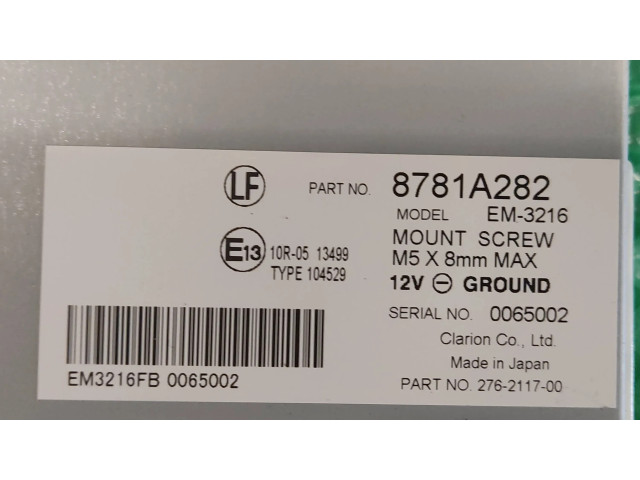 LF
PART NO. 8781A282
MODEL EM-3216
E13 10R-05 13499
TYPE 104529
MOUNT SCREW
M5 X 8mm MAX
12V ⊖ GROUND
SERIAL NO. 0065002
Clarion Co., Ltd.
Made in Japan
PART NO. 276-2117-00
EM3216FB 0065002